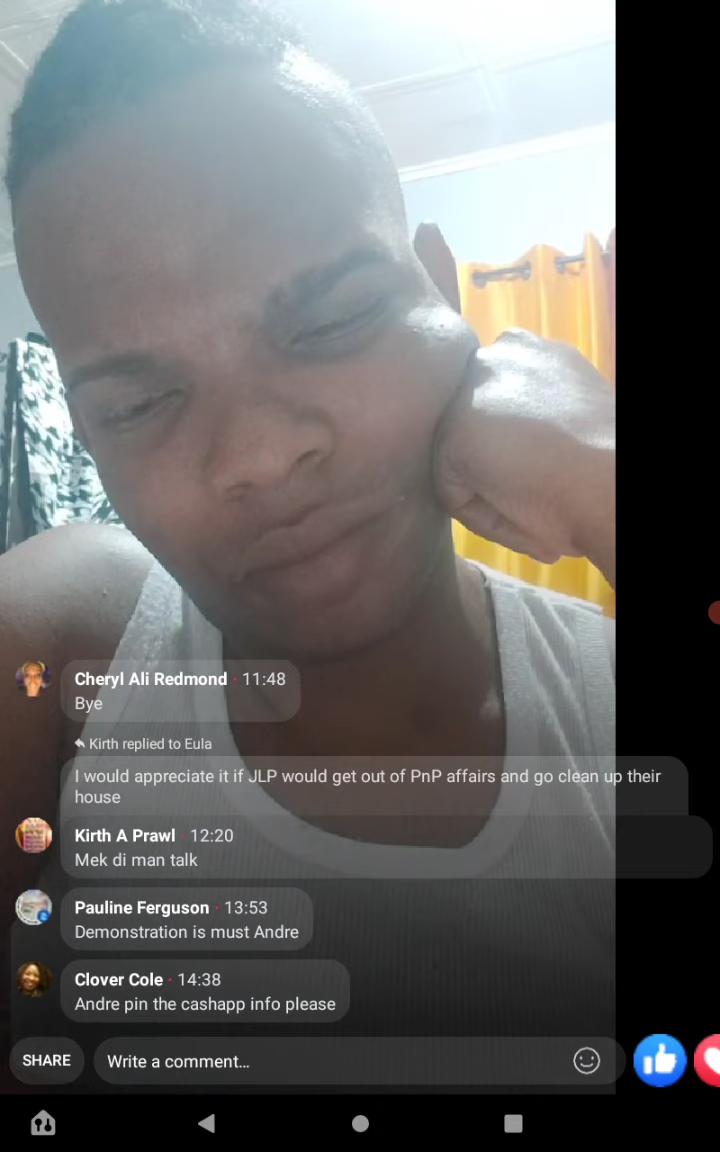 Cheryl Ali Redmond · 11:48
Bye
Kirth replied to Eula
I would appreciate it if JLP would get out of PnP affairs and go clean up their
house
Kirth A Prawl · 12:20
Mek di man talk
Pauline Ferguson · 13:53
Demonstration is must Andre
Clover Cole · 14:38
Andre pin the cashapp info please
SHARE
Write a comment...